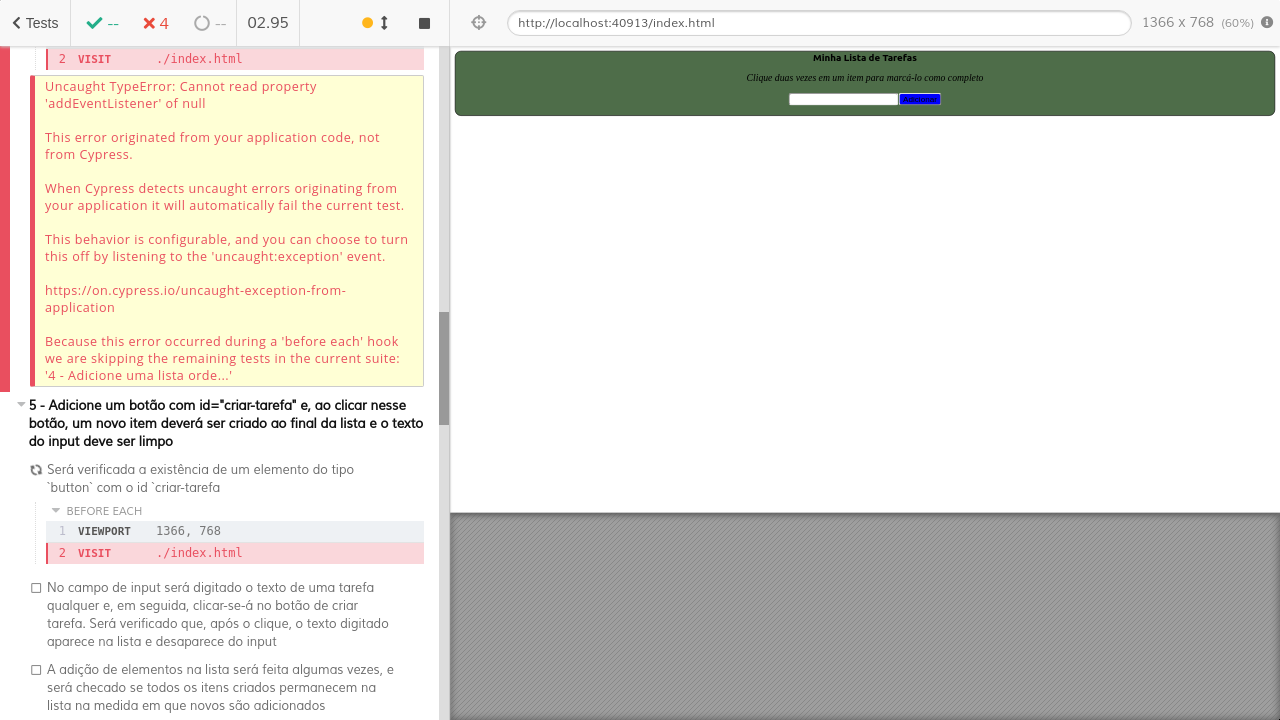 Tests
--
4
--
02.95
http://localhost:40913/index.html
1366 x 768 (60%)
2 VISIT ./index.html
Uncaught TypeError: Cannot read property
'addEventListener' of null
This error originated from your application code, not
from Cypress.
When Cypress detects uncaught errors originating from
your application it will automatically fail the current test.
This behavior is configurable, and you can choose to turn
this off by listening to the 'uncaught:exception' event.
https://on.cypress.io/uncaught-exception-from-
application
Because this error occurred during a 'before each' hook
we are skipping the remaining tests in the current suite:
'4 - Adicione uma lista orde...'
5 - Adicione um botão com id="criar-tarefa" e, ao clicar nesse
botão, um novo item deverá ser criado ao final da lista e o texto
do input deve ser limpo
Será verificada a existência de um elemento do tipo
`button` com o id `criar-tarefa
BEFORE EACH
1 VIEWPORT 1366, 768
2 VISIT ./index.html
No campo de input será digitado o texto de uma tarefa
qualquer e, em seguida, clicar-se-á no botão de criar
tarefa. Será verificado que, após o clique, o texto digitado
aparece na lista e desaparece do input
A adição de elementos na lista será feita algumas vezes, e
será checado se todos os itens criados permanecem na
lista na medida em que novos são adicionados
Minha Lista de Tarefas
Clique duas vezes em um item para marcá-lo como completo